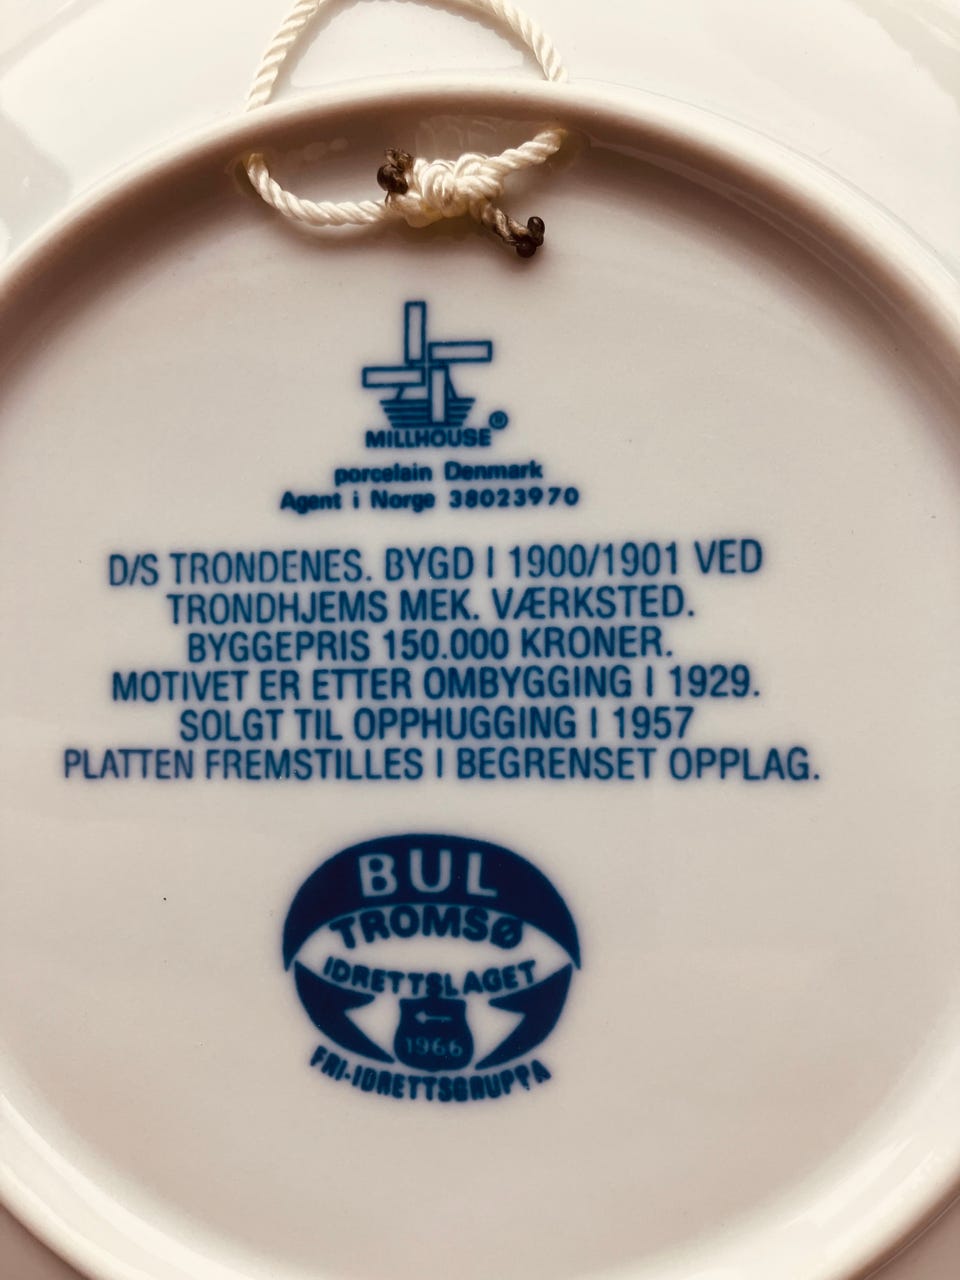 MILLHOUSE®
porcelain Denmark
Agent i Norge 38023970
D/S TRONDENES. BYGD I 1900/1901 VED
TRONDHJEMS MEK. VÆRKSTED.
BYGGEPRIS 150.000 KRONER.
MOTIVET ER ETTER OMBYGGING I 1929.
SOLGT TIL OPPHUGGING I 1957
PLATTEN FREMSTILLES I BEGRENSET OPPLAG.
BUL
TROMSØ
IDRETTSLAGET
1966
FRI-IDRETTSGRUPPA